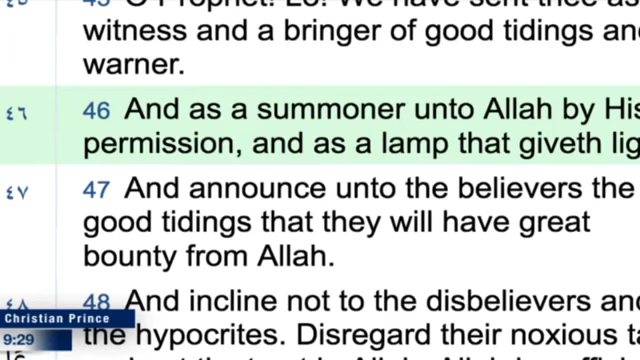 witness and a bringer of good tidings an
warner.
٤٦ 46 And as a summoner unto Allah by His
permission, and as a lamp that giveth lig
٤٧ 47 And announce unto the believers the
good tidings that they will have great
bounty from Allah.
٤٨ 48 And incline not to the disbelievers an
the hypocrites. Disregard their noxious ta
Christian Prince
9:29